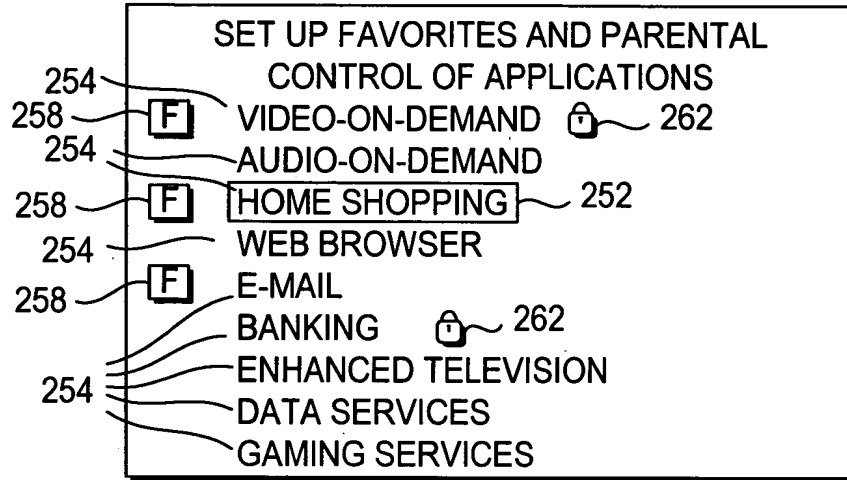 SET UP FAVORITES AND PARENTAL
CONTROL OF APPLICATIONS
254
258 F VIDEO-ON-DEMAND 262
254 AUDIO-ON-DEMAND
258 F HOME SHOPPING 252
254 WEB BROWSER
258 F E-MAIL
BANKING 262
254 ENHANCED TELEVISION
DATA SERVICES
GAMING SERVICES